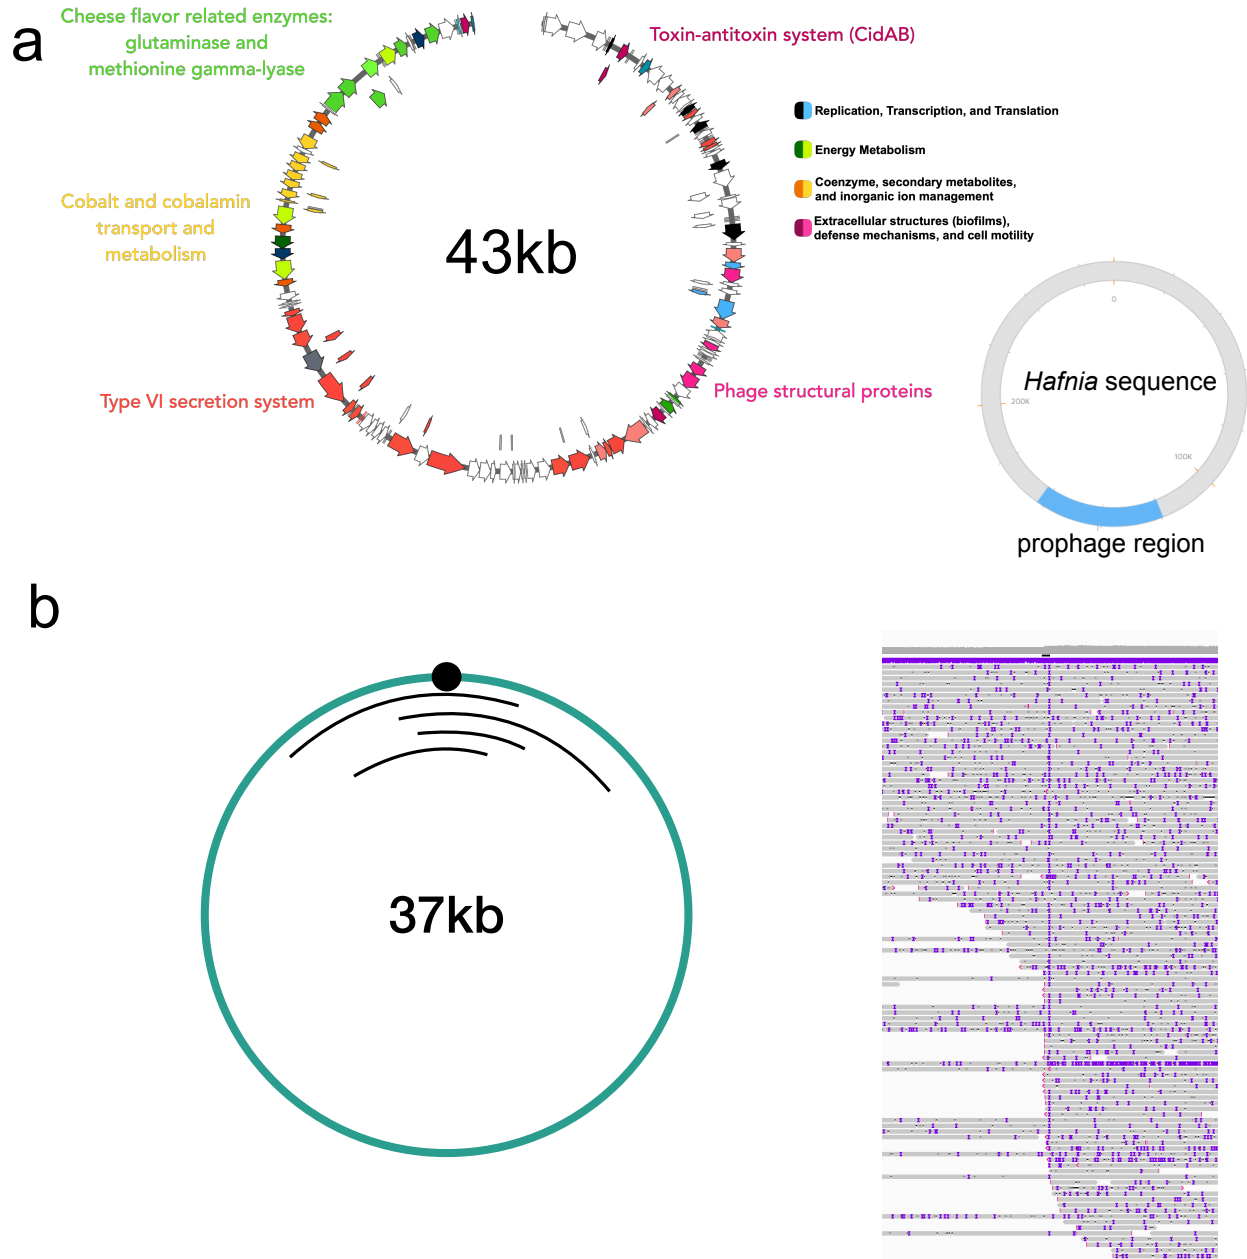 a
Cheese flavor related enzymes:
glutaminase and
methionine gamma-lyase
Toxin-antitoxin system (CidAB)
Replication, Transcription, and Translation
Energy Metabolism
Coenzyme, secondary metabolites,
and inorganic ion management
Extracellular structures (biofilms),
defense mechanisms, and cell motility
Cobalt and cobalamin
transport and
metabolism
43kb
Type VI secretion system
Phage structural proteins
0
Hafnia sequence
200K
100K
prophage region
b
37kb